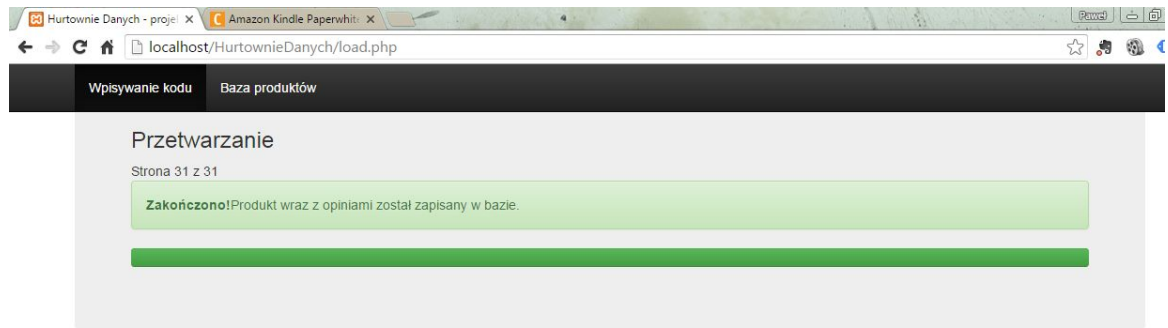 Hurtownie Danych - projel
Amazon Kindle Paperwhite
Paweł
localhost/HurtownieDanych/load.php
Wpisywanie kodu
Baza produktów
Przetwarzanie
Strona 31 z 31
Zakończono!Produkt wraz z opiniami został zapisany w bazie.